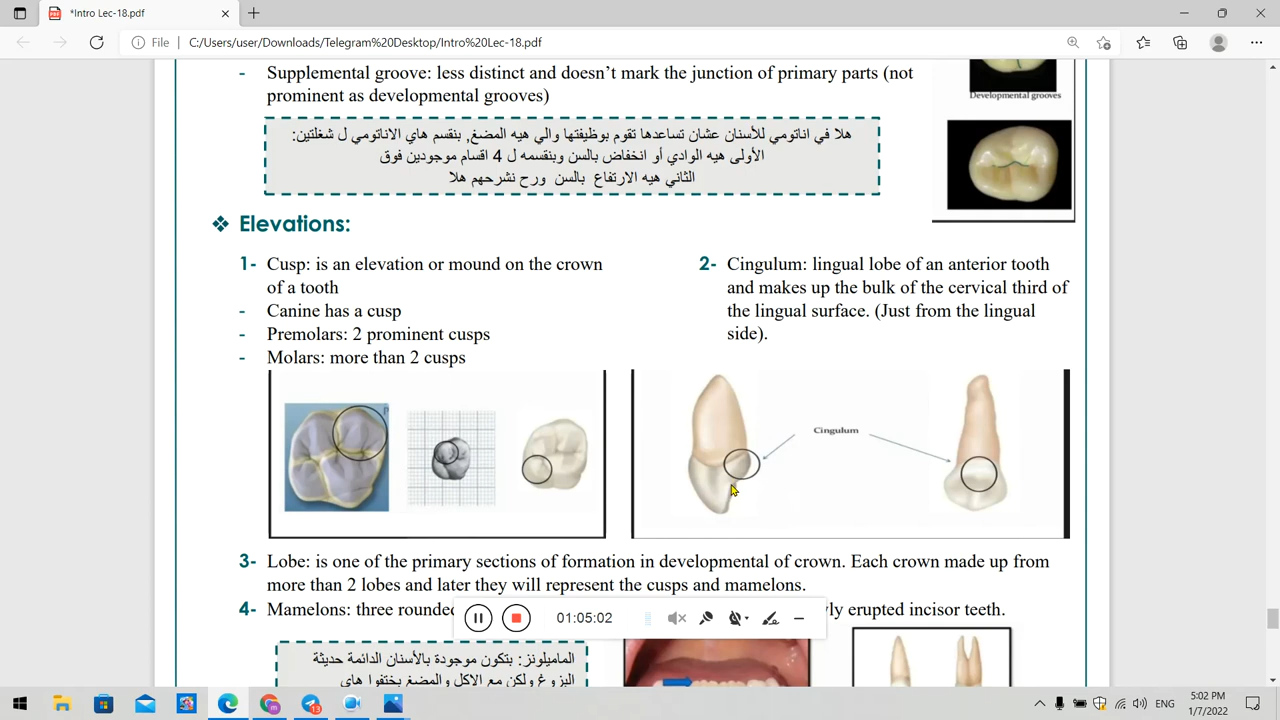 *Intro Lec-18.pdf
File
C:/Users/user/Downloads/Telegram%20Desktop/Intro%20Lec-18.pdf
- Supplemental groove: less distinct and doesn’t mark the junction of primary parts (not
prominent as developmental grooves)
Developmental grooves
هلا في اناتومي للأسنان عشان تساعدها تقوم بوظيفتها والي هيه المضغ, بنقسم هاي الاناتومي ل شغلتين:
الأولى هيه الوادي أو انخفاض بالسن وبنقسمه ل 4 اقسام موجودين فوق
الثاني هيه الارتفاع بالسن ورح نشرحهم هلا
❖ Elevations:
1- Cusp: is an elevation or mound on the crown
of a tooth
- Canine has a cusp
- Premolars: 2 prominent cusps
- Molars: more than 2 cusps
2- Cingulum: lingual lobe of an anterior tooth
and makes up the bulk of the cervical third of
the lingual surface. (Just from the lingual
side).
Cingulum
3- Lobe: is one of the primary sections of formation in developmental of crown. Each crown made up from
more than 2 lobes and later they will represent the cusps and mamelons.
4- Mamelons: three rounded
erupted incisor teeth.
01:05:02
الماميلونز: بتكون موجودة بالأسنان الدائمة حديثة
البزوغ ولكن مع الاكل والمضغ بختفوا هاي
13
ENG
5:02 PM
1/7/2022